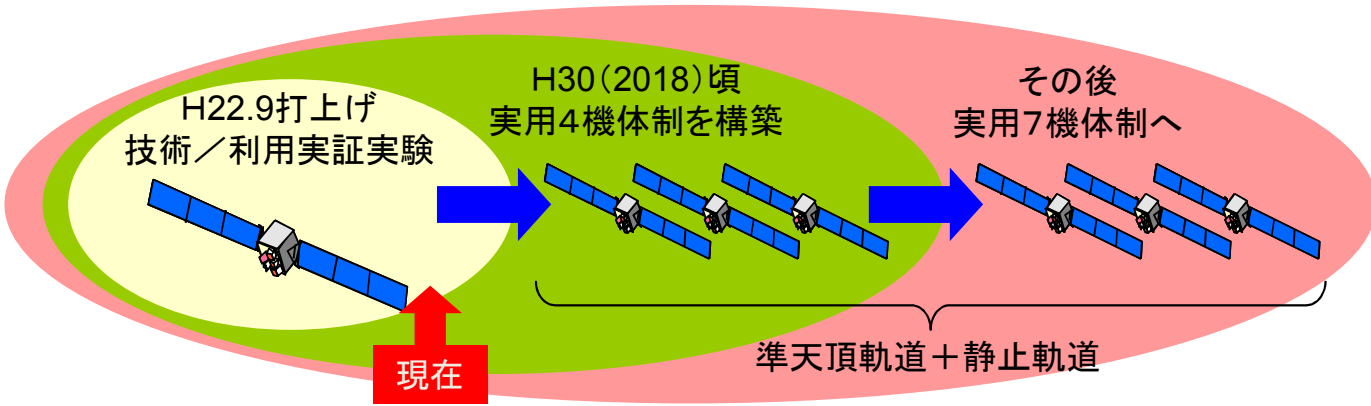 H22.9打上げ
技術／利用実証実験
H30（2018）頃
実用４機体制を構築
その後
実用７機体制へ
現在
準天頂軌道＋静止軌道